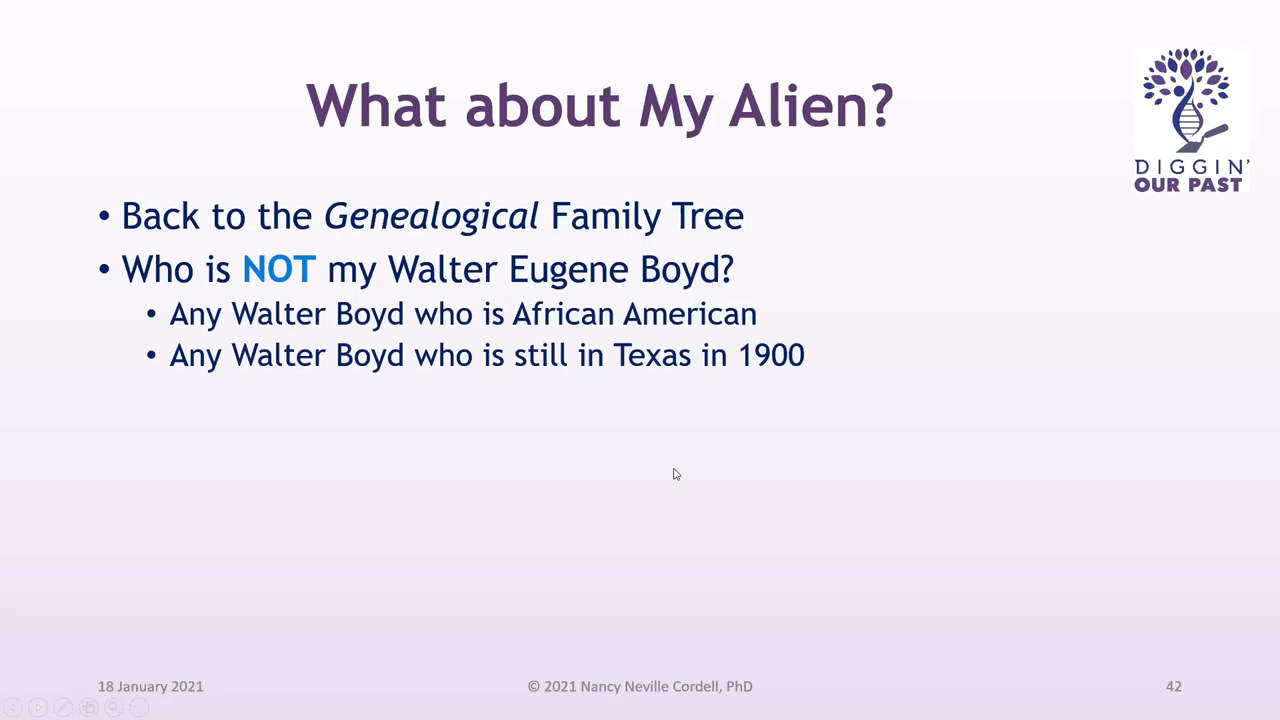 What about My Alien?
DIGGIN'
OUR PAST
• Back to the Genealogical Family Tree
• Who is NOT my Walter Eugene Boyd?
• Any Walter Boyd who is African American
• Any Walter Boyd who is still in Texas in 1900
18 January 2021
© 2021 Nancy Neville Cordell, PhD
42